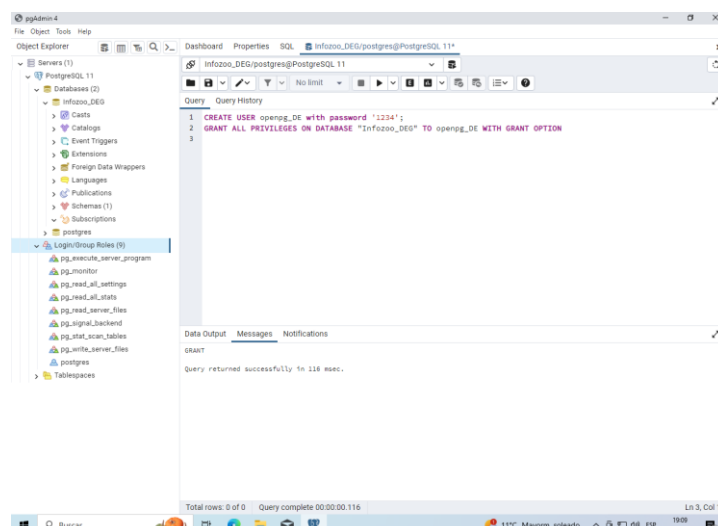 pgAdmin 4
File Object Tools Help
Object Explorer
Dashboard Properties SQL Infozoo_DEG/postgres@PostgreSQL 11*
Servers (1)
PostgreSQL 11
Databases (2)
Infozoo_DEG
Casts
Catalogs
Event Triggers
Extensions
Foreign Data Wrappers
Languages
Publications
Schemas (1)
Subscriptions
postgres
Login/Group Roles (9)
pg_execute_server_program
pg_monitor
pg_read_all_settings
pg_read_all_stats
pg_read_server_files
pg_signal_backend
pg_stat_scan_tables
pg_write_server_files
postgres
Tablespaces
Infozoo_DEG/postgres@PostgreSQL 11
No limit
Query Query History
1 CREATE USER openpg_DE with password '1234';
2 GRANT ALL PRIVILEGES ON DATABASE "Infozoo_DEG" TO openpg_DE WITH GRANT OPTION
3
Data Output Messages Notifications
GRANT
Query returned successfully in 116 msec.
Total rows: 0 of 0 Query complete 00:00:00.116 Ln 3, Col
Buscar 11°C Mayorm. soleado ESP 19:09